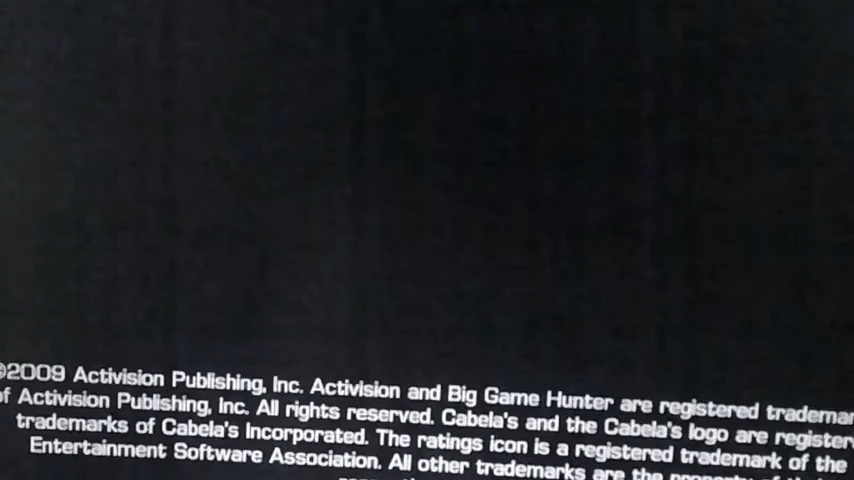 ©2009 Activision Publishing, Inc. Activision and Big Game Hunter are registered
of Activision Publishing, Inc. All rights reserved. Cabela's and the Cabela's logo are
trademarks of Cabela's Incorporated. The ratings icon is a registered trademark of the
Entertainment Software Association. All other trademarks are the